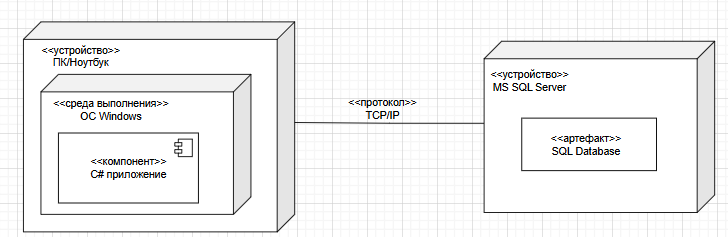 <<устройство>>
ПК/Ноутбук
<<среда выполнения>>
ОС Windows
<<компонент>>
C# приложение
<<протокол>>
TCP/IP
<<устройство>>
MS SQL Server
<<артефакт>>
SQL Database